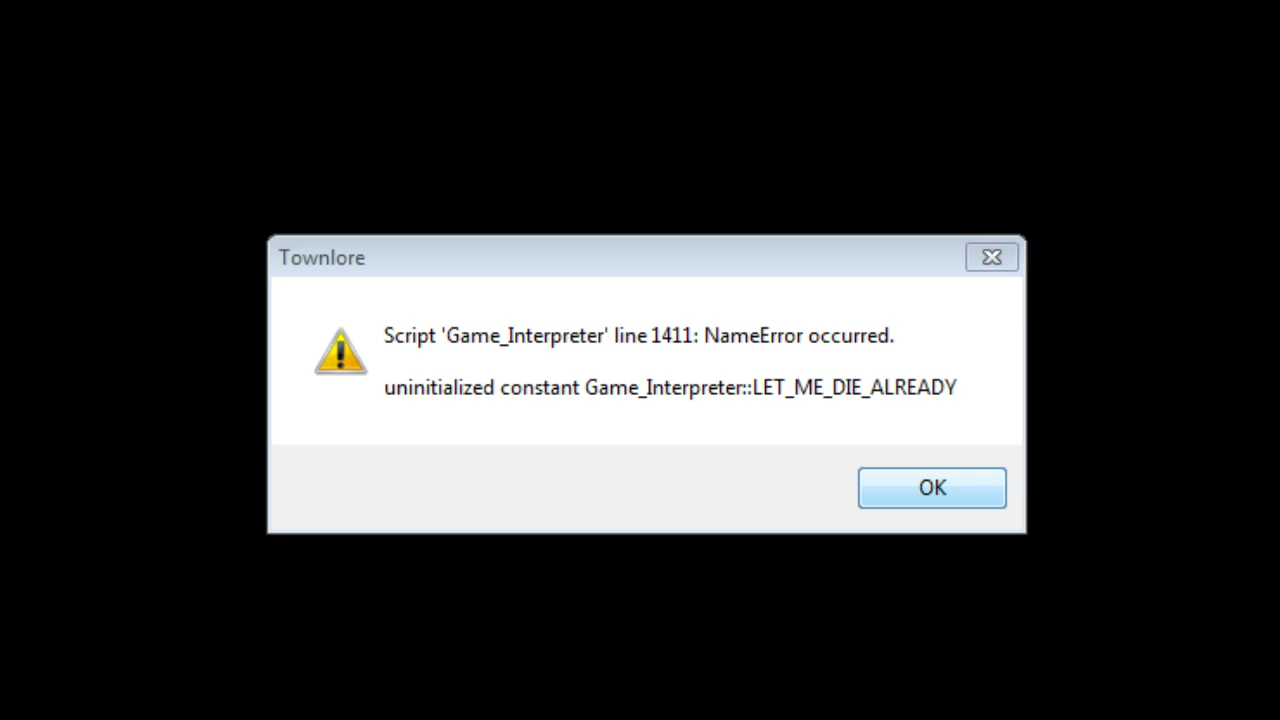 Townlore
Script 'Game_Interpreter' line 1411: NameError occurred.
uninitialized constant Game_Interpreter::LET_ME_DIE_ALREADY
OK